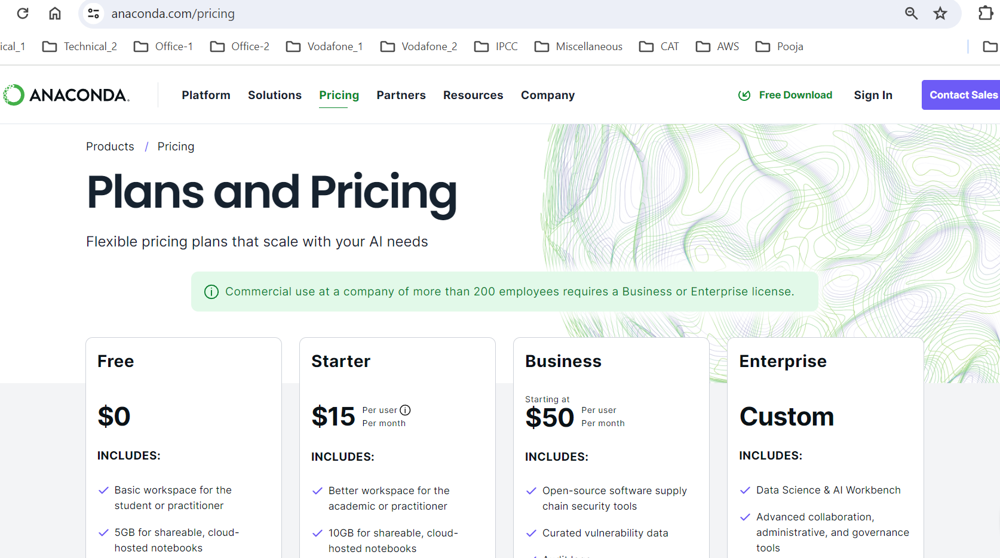 anaconda.com/pricing
ical_1 Technical_2 Office-1 Office-2 Vodafone_1 Vodafone_2 IPCC Miscellaneous CAT AWS Pooja
ANACONDA. Platform Solutions Pricing Partners Resources Company Free Download Sign In Contact Sales
Products / Pricing
Plans and Pricing
Flexible pricing plans that scale with your AI needs
Commercial use at a company of more than 200 employees requires a Business or Enterprise license.
Free
$0
INCLUDES:
Basic workspace for the
student or practitioner
5GB for shareable, cloud-
hosted notebooks
Starter
$15 Per user
Per month
INCLUDES:
Better workspace for the
academic or practitioner
10GB for shareable, cloud-
hosted notebooks
Business
Starting at
$50 Per user
Per month
INCLUDES:
Open-source software supply
chain security tools
Curated vulnerability data
Enterprise
Custom
INCLUDES:
Data Science & AI Workbench
Advanced collaboration,
administrative, and governance
tools